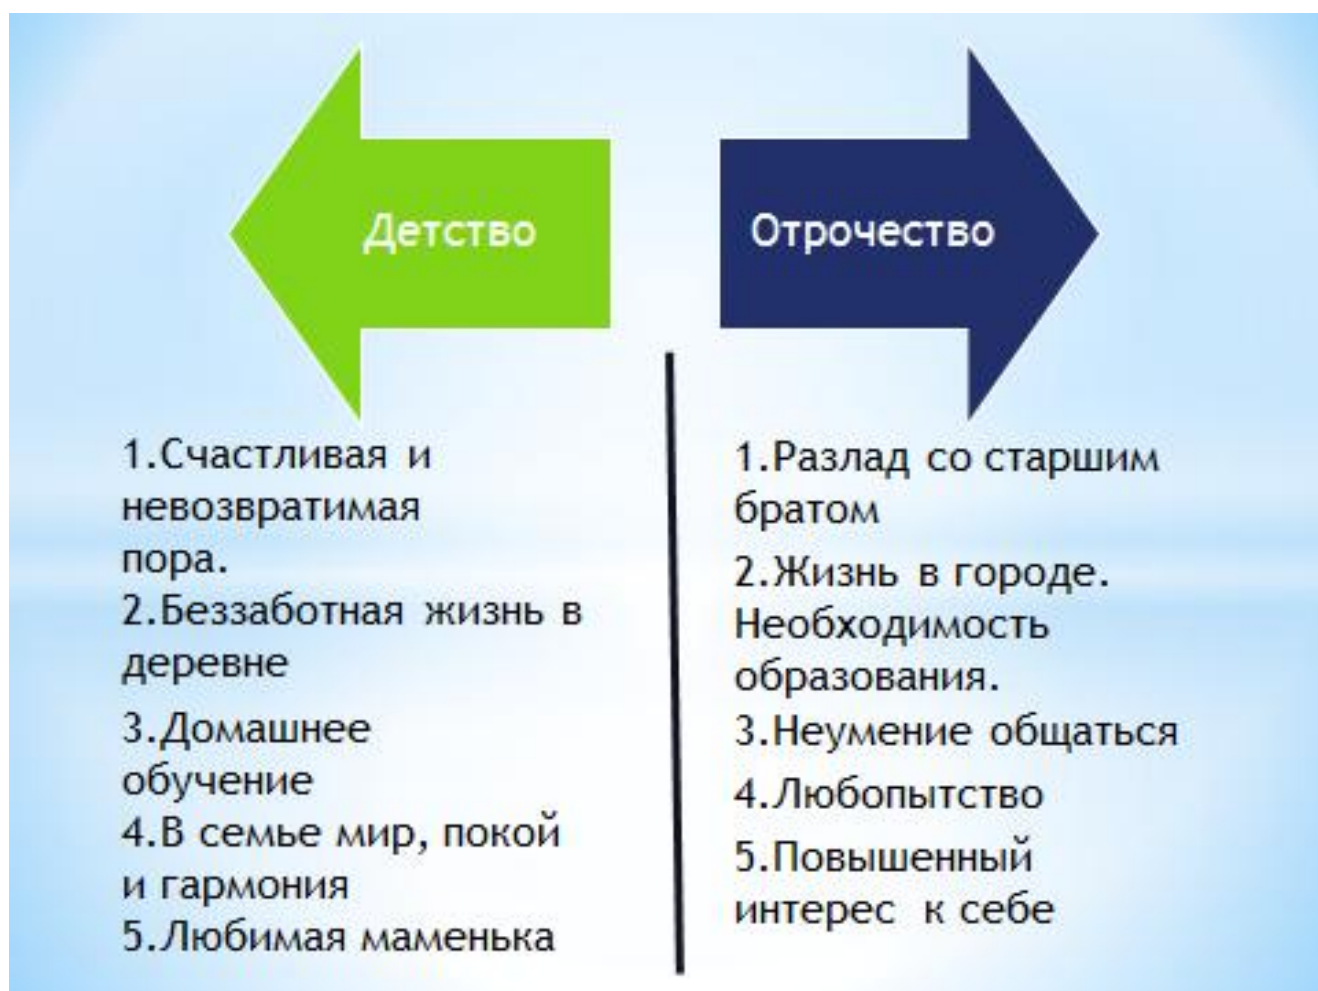 Детство
1.Счастливая и
невозвратимая
пора.
2.Беззаботная жизнь в
деревне
3.Домашнее
обучение
4.В семье мир, покой
и гармония
5.Любимая маменька
Отрочество
1.Разлад со старшим
братом
2.Жизнь в городе.
Необходимость
образования.
3.Неумение общаться
4.Любопытство
5.Повышенный
интерес к себе